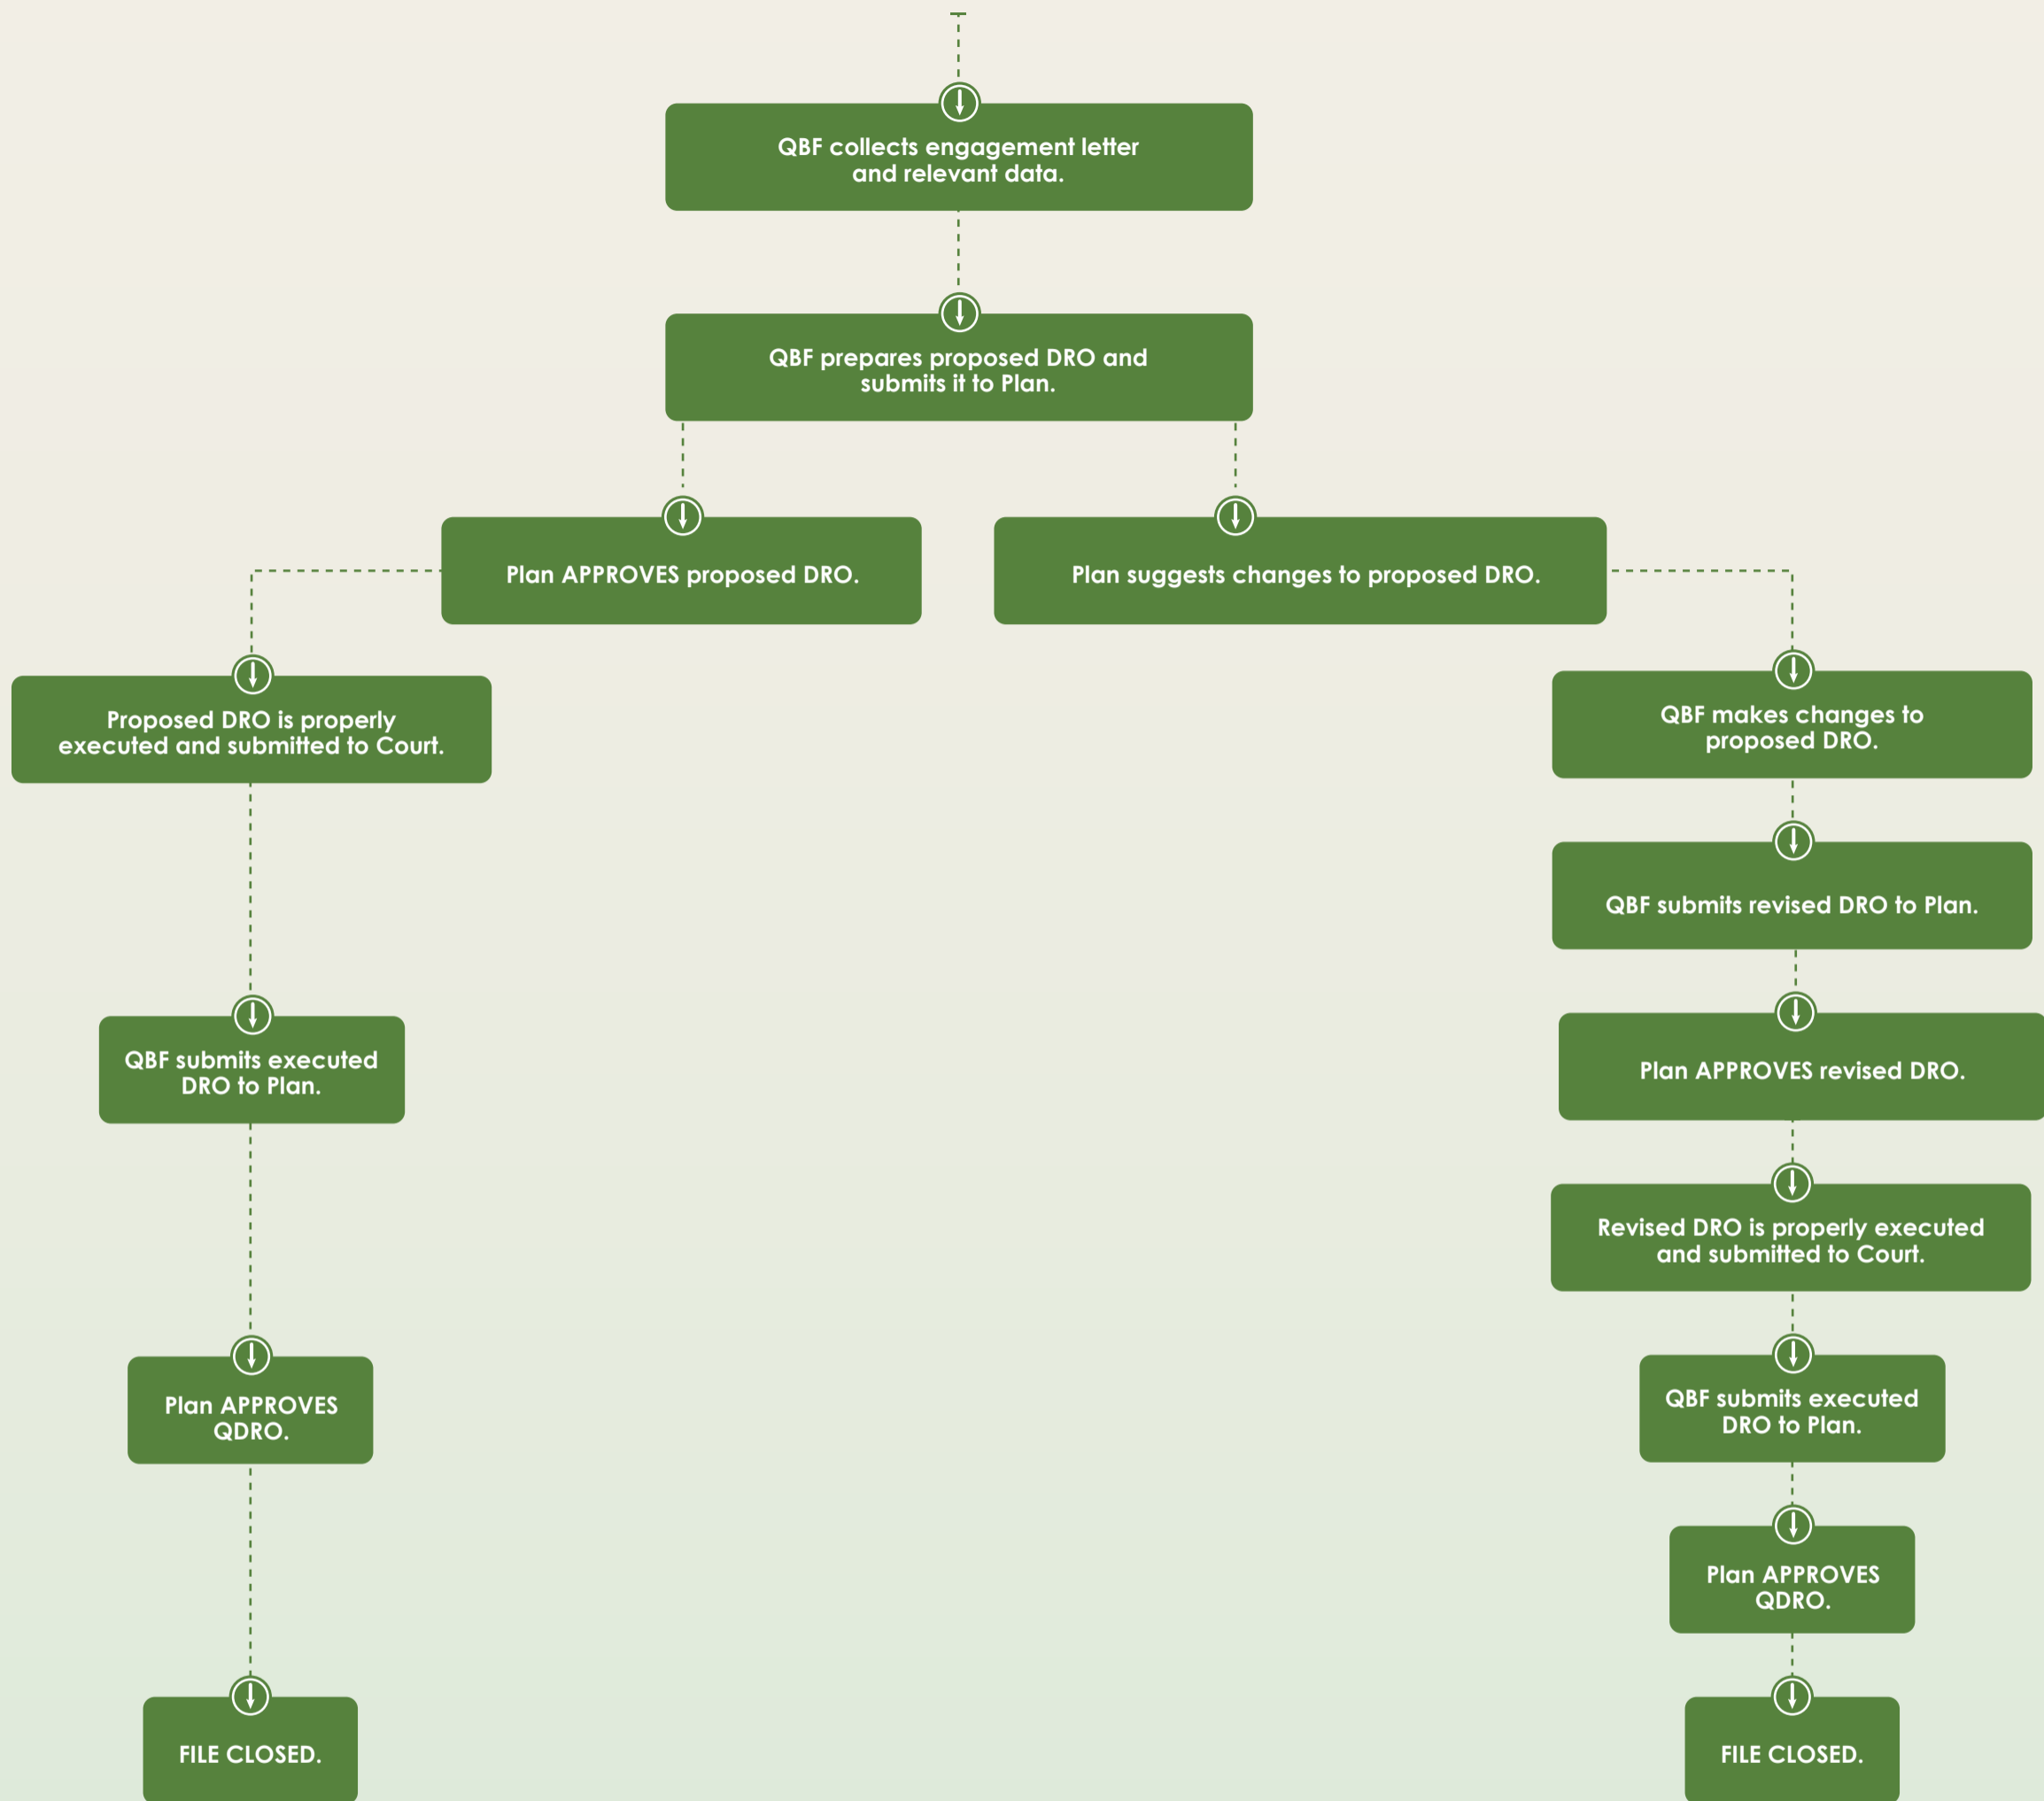 QBF collects engagement letter
and relevant data.
QBF prepares proposed DRO and
submits it to Plan.
Plan APPROVES proposed DRO.
Plan suggests changes to proposed DRO.
Proposed DRO is properly
executed and submitted to Court.
QBF submits executed
DRO to Plan.
Plan APPROVES
QDRO.
FILE CLOSED.
QBF makes changes to
proposed DRO.
QBF submits revised DRO to Plan.
Plan APPROVES revised DRO.
Revised DRO is properly executed
and submitted to Court.
QBF submits executed
DRO to Plan.
Plan APPROVES
QDRO.
FILE CLOSED.